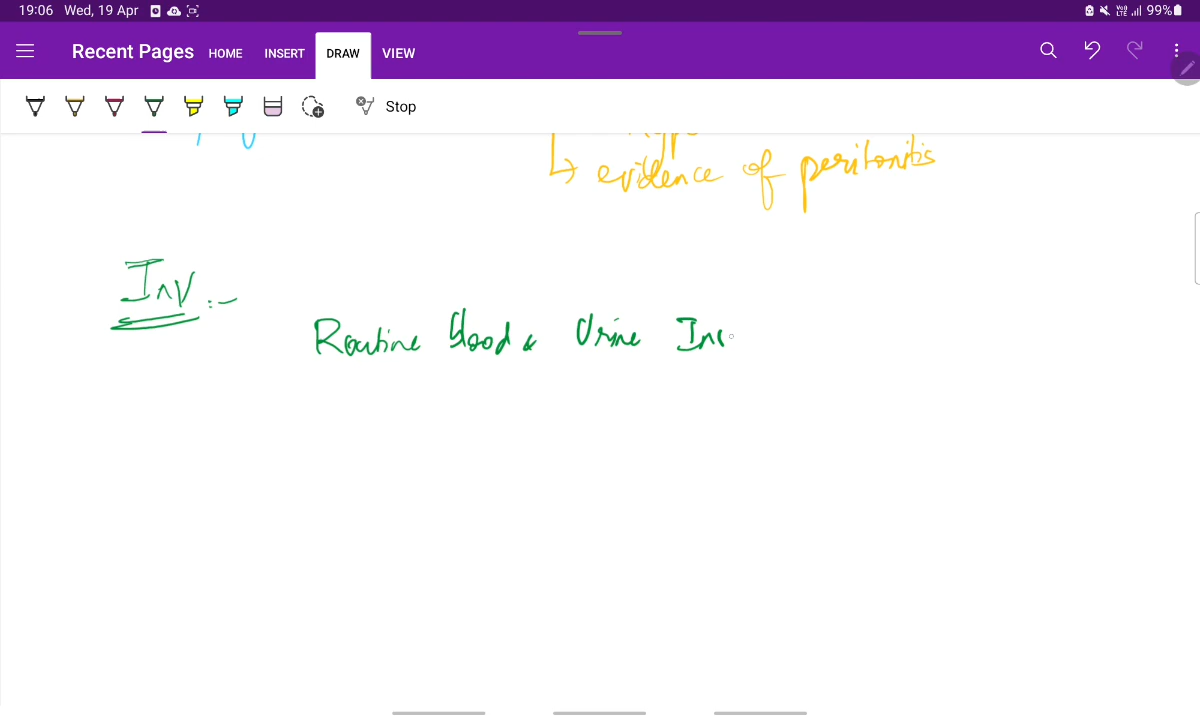 19:06 Wed, 19 Apr 99%
Recent Pages HOME INSERT DRAW VIEW
Stop
↳ evidence of peritonitis
Inv :-
Routine blood & Urine Inv